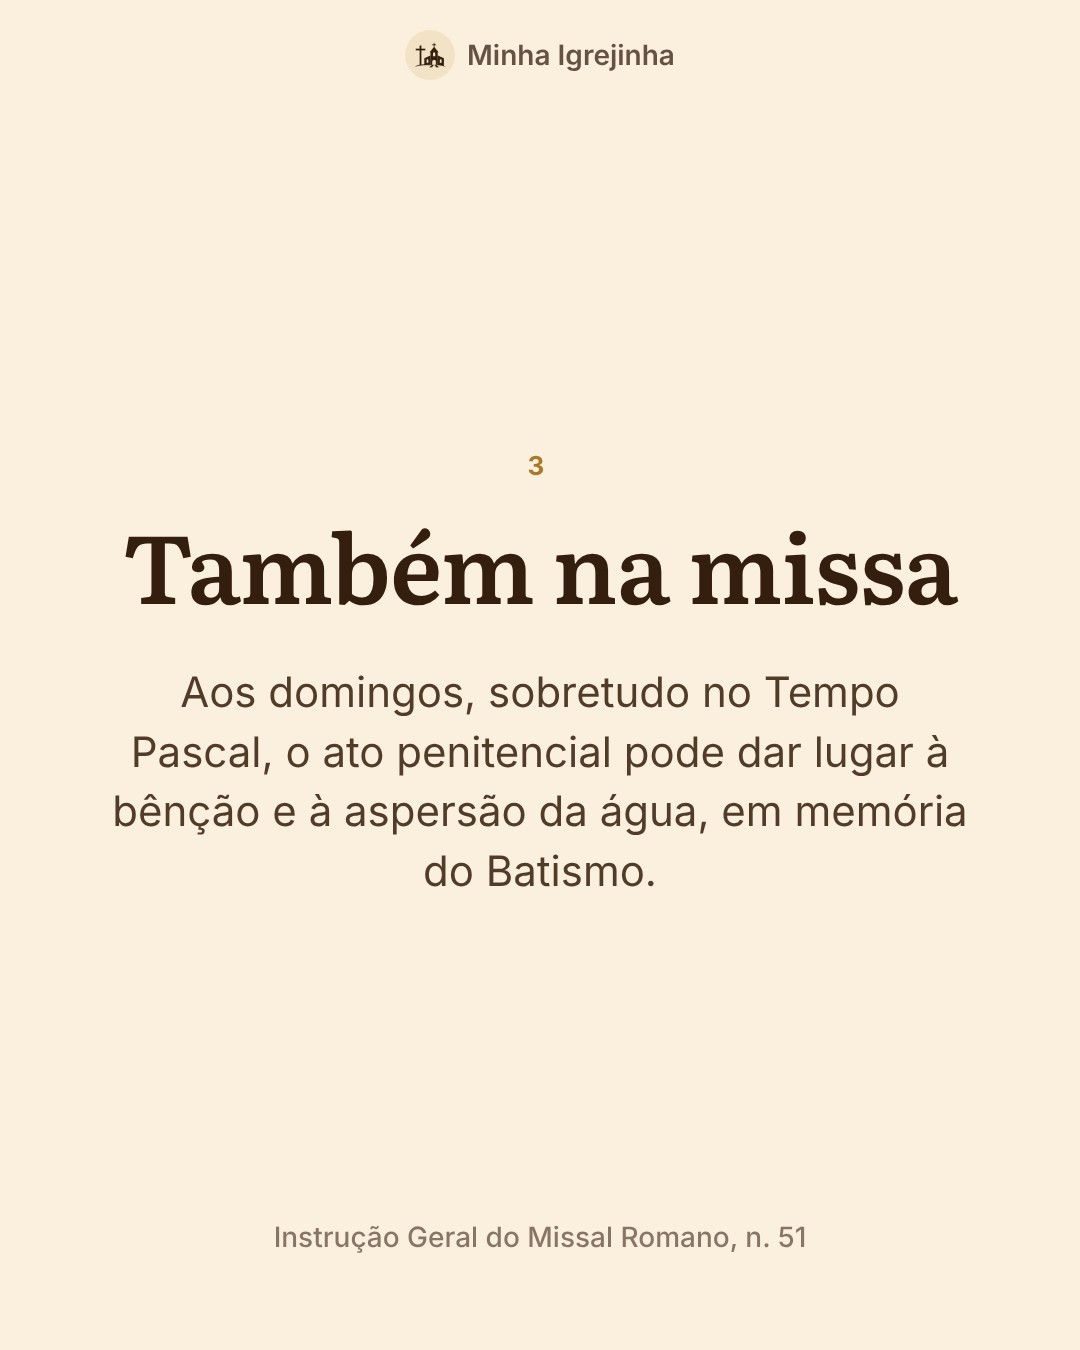 Minha Igrejinha
3
Também na missa
Aos domingos, sobretudo no Tempo
Pascal, o ato penitencial pode dar lugar à
bênção e à aspersão da água, em memória
do Batismo.
Instrução Geral do Missal Romano, n. 51